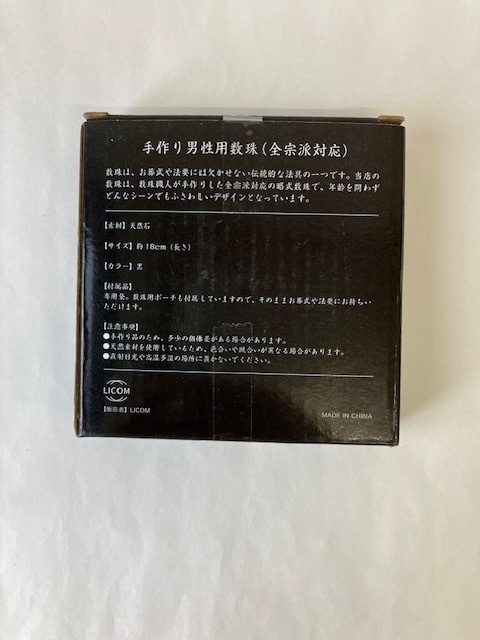 手作り男性用数珠(全宗派対応)
数珠は、お葬式や法要には欠かせない伝統的な法具の一つです。当店の
数珠は、数珠職人が手作りした全宗派対応の略式数珠で、年齢を問わず
どんなシーンでもふさわしいデザインとなっています。
【素材】天然石
【サイズ】約18cm(長さ)
【カラー】黒
【付属品】
専用袋。数珠用ポーチも付属していますので、そのままお葬式や法要にお持ちい
ただけます。
【注意事項】
●手作り品のため、多少の個体差がある場合があります。
●天然素材を使用しているため、色合いや風合いが異なる場合があります。
●直射日光や高温多湿の場所に置かないでください。
LICOM
【販売者】LICOM
MADE IN CHINA